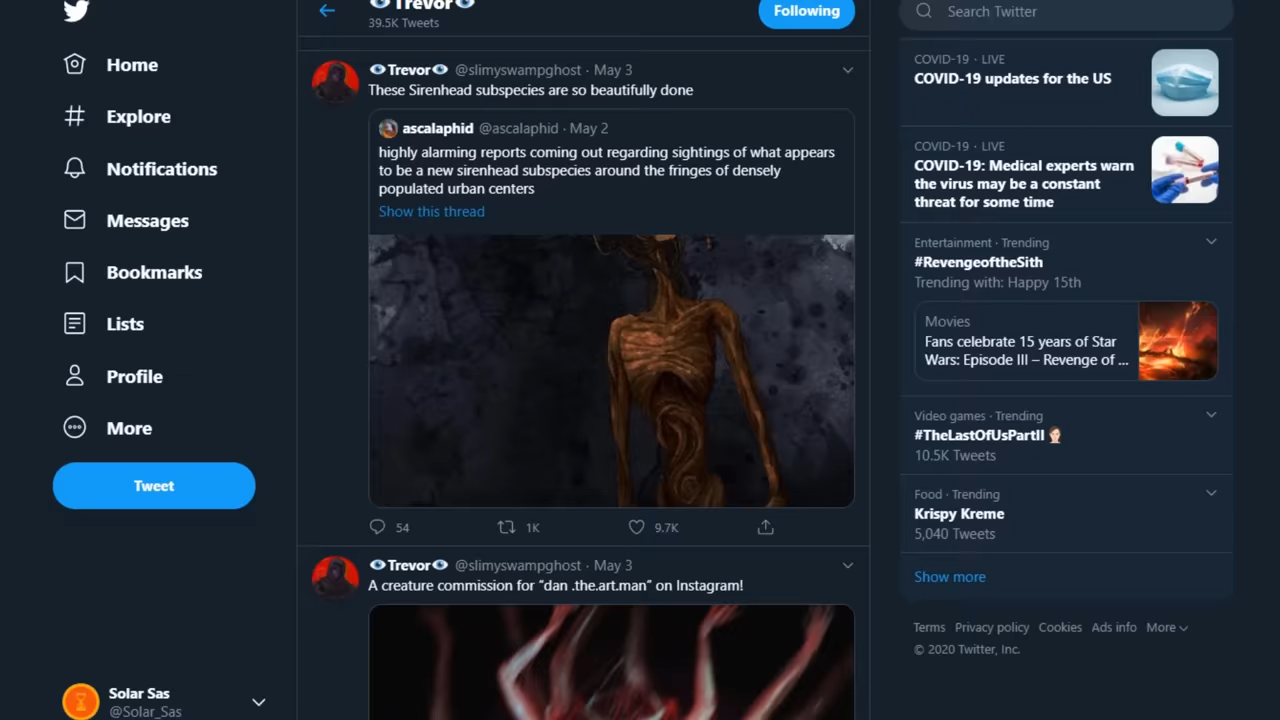 Home
Explore
Notifications
Messages
Bookmarks
Lists
Profile
More
Tweet
Solar Sas
@Solar_Sas
Trevor
39.5K Tweets
Following
Trevor @slimyswampghost · May 3
These Sirenhead subspecies are so beautifully done
ascalaphid @ascalaphid · May 2
highly alarming reports coming out regarding sightings of what appears
to be a new sirenhead subspecies around the fringes of densely
populated urban centers
Show this thread
54 1K 9.7K
Trevor @slimyswampghost · May 3
A creature commission for “dan .the.art.man” on Instagram!
Search Twitter
COVID-19 · LIVE
COVID-19 updates for the US
COVID-19 · LIVE
COVID-19: Medical experts warn
the virus may be a constant
threat for some time
Entertainment · Trending
#RevengeoftheSith
Trending with: Happy 15th
Movies
Fans celebrate 15 years of Star
Wars: Episode III – Revenge of ...
Video games · Trending
#TheLastOfUsPartII
10.5K Tweets
Food · Trending
Krispy Kreme
5,040 Tweets
Show more
Terms Privacy policy Cookies Ads info More
© 2020 Twitter, Inc.